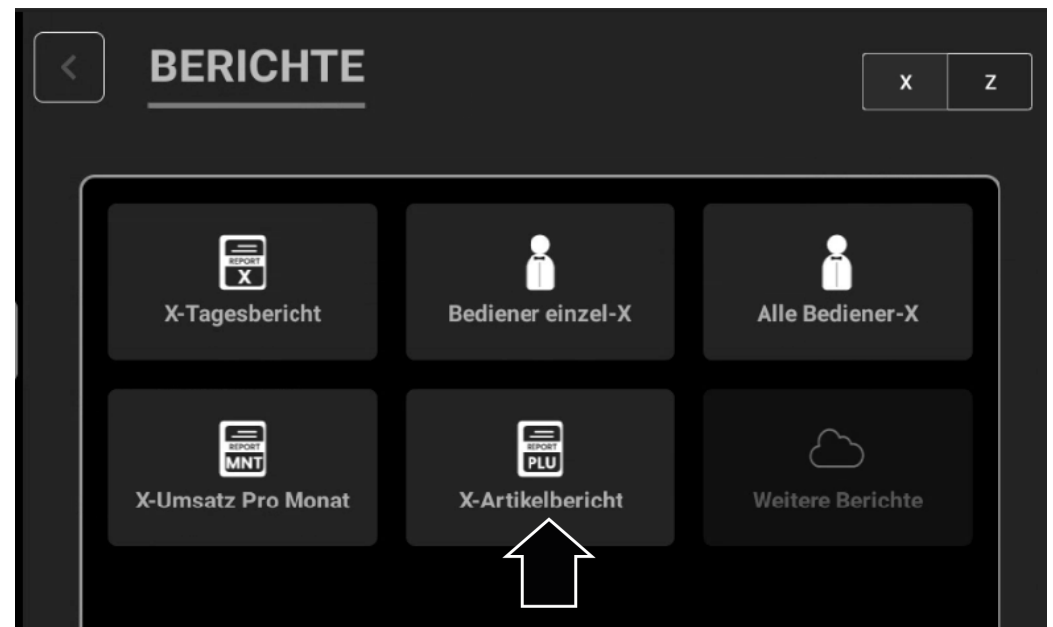 BERICHTE
X Z
REPORT
X
X-Tagesbericht
Bediener einzel-X
Alle Bediener-X
REPORT
MNT
X-Umsatz Pro Monat
REPORT
PLU
X-Artikelbericht
Weitere Berichte